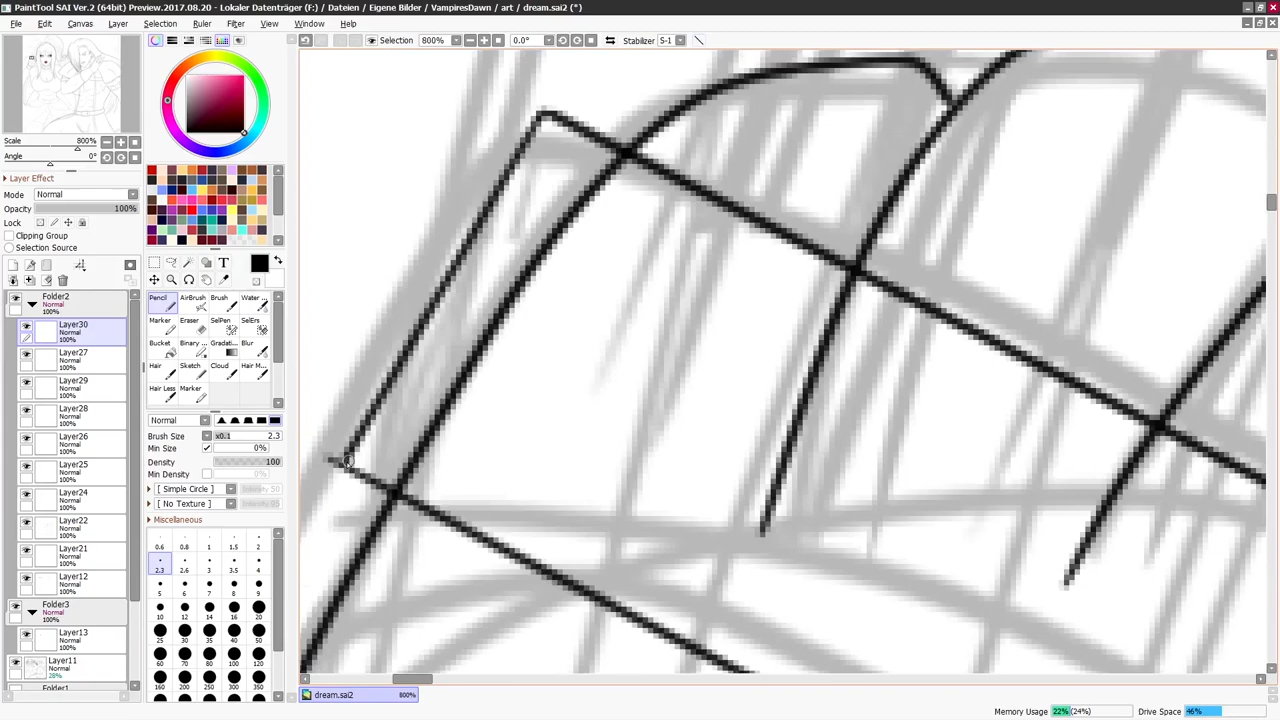 PaintTool SAI Ver.2 (64bit) Preview.2017.08.20 - Lokaler Datenträger (F:) / Dateien / Eigene Bilder / VampiresDawn / art / dream.sai2 (*)
File Edit Canvas Layer Selection Ruler Filter View Window Help
Selection 800% 0.0° Stabilizer S-1
Scale 800%
Angle 0°
Layer Effect
Mode Normal
Opacity 100%
Lock
Clipping Group
Selection Source
Folder2
Normal
100%
Layer30
Normal
100%
Layer27
Normal
100%
Layer29
Normal
100%
Layer28
Normal
100%
Layer26
Normal
100%
Layer25
Normal
100%
Layer24
Normal
100%
Layer22
Normal
100%
Layer21
Normal
100%
Layer12
Normal
100%
Folder3
Normal
100%
Layer13
Normal
100%
Layer11
Normal
28%
Folder1
T
Pencil AirBrush Brush Water ...
Marker Eraser SelPen SelErs
Bucket Binary ... Gradati... Blur
Hair Sketch Cloud Hair M...
Hair Less Marker
Normal
Brush Size x0.1 2.3
Min Size 0%
Density 100
Min Density 0%
[ Simple Circle ] Intensity 50
[ No Texture ]
Miscellaneous
0.6 0.8 1 1.5 2
2.3 2.6 3 3.5 4
5 6 7 8 9
10 12 14 16 20
25 30 35 40 50
60 70 80 100 120
160 200 250 300 350
dream.sai2 800%
Memory Usage 22% (24%) Drive Space 46%